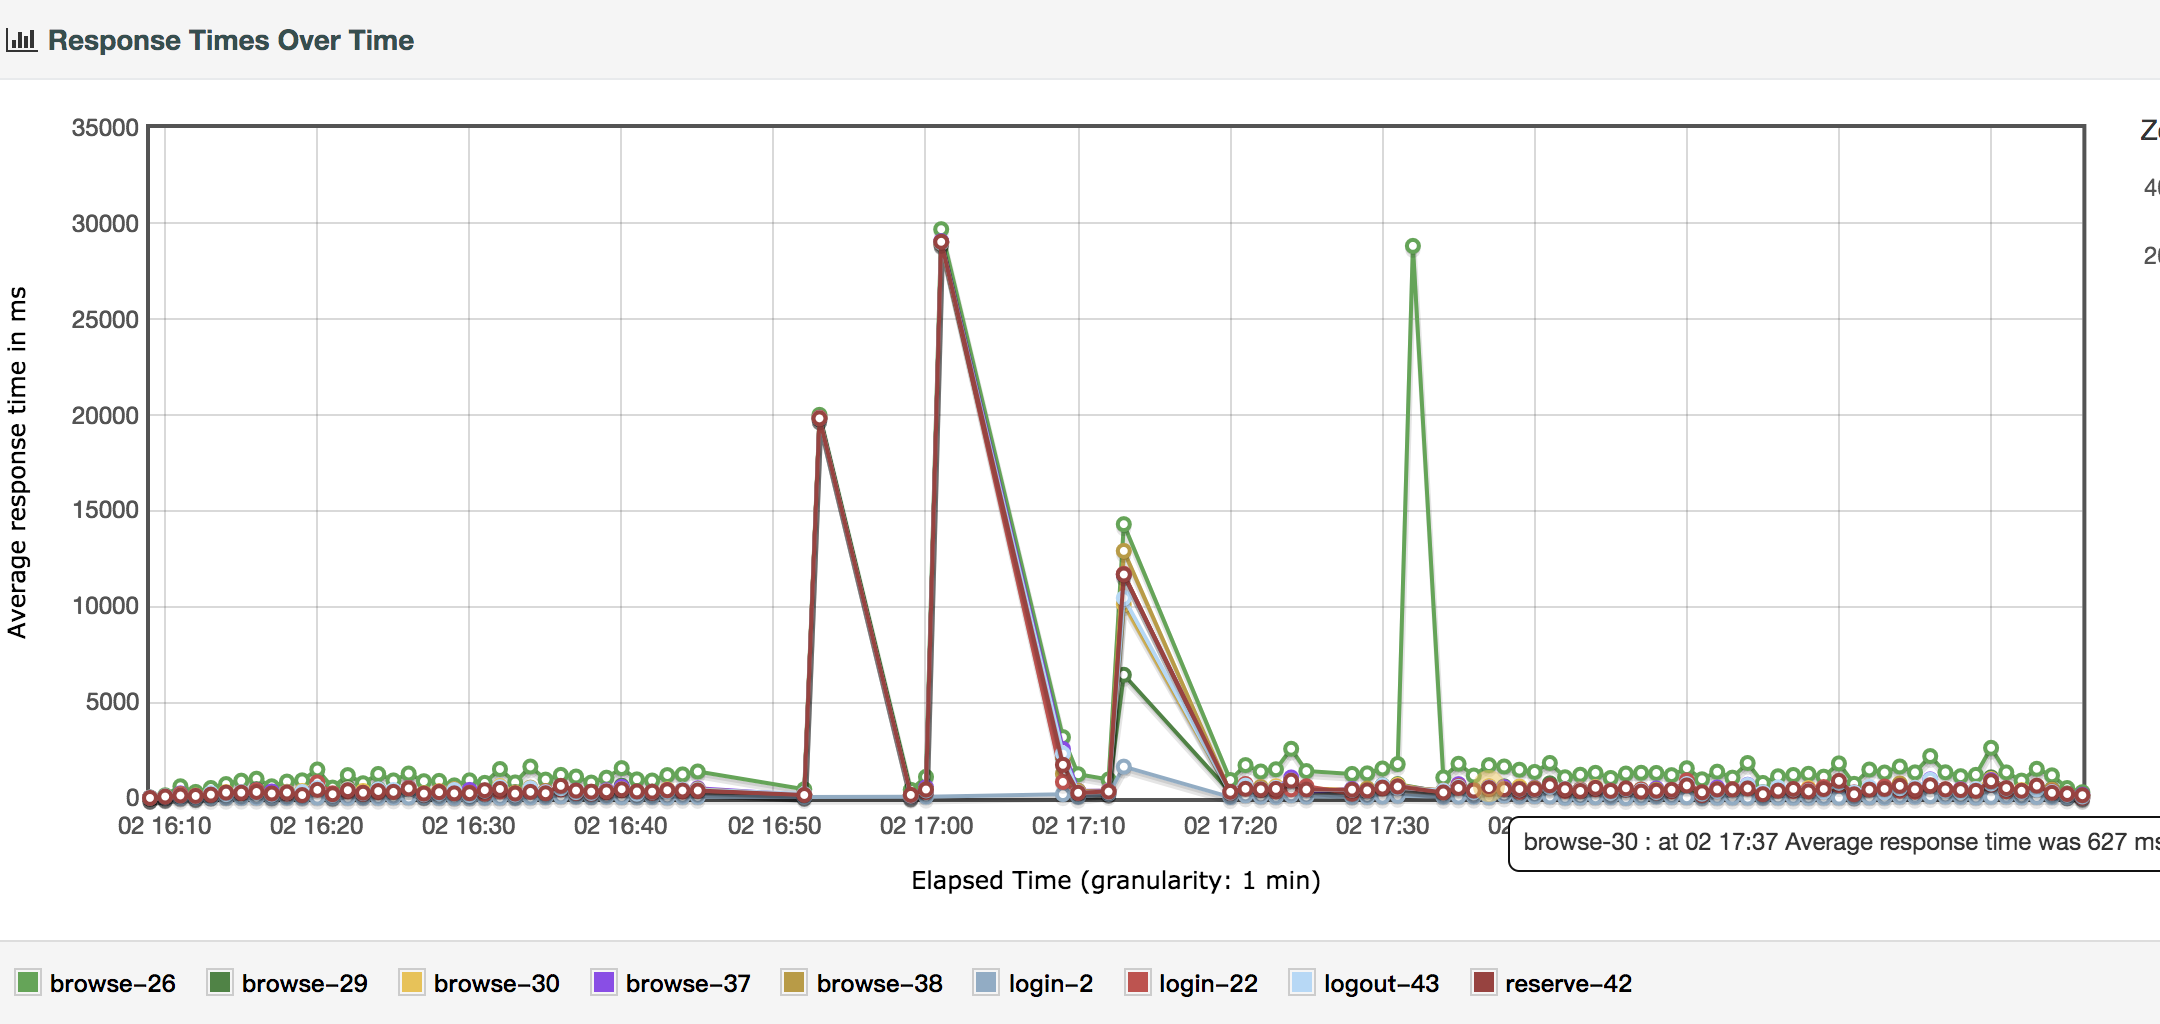 Response Times Over Time
Average response time in ms
35000
30000
25000
20000
15000
10000
5000
0
02 16:10 02 16:20 02 16:30 02 16:40 02 16:50 02 17:00 02 17:10 02 17:20 02 17:30 02
browse-30 : at 02 17:37 Average response time was 627 ms
Elapsed Time (granularity: 1 min)
browse-26 browse-29 browse-30 browse-37 browse-38 login-2 login-22 logout-43 reserve-42